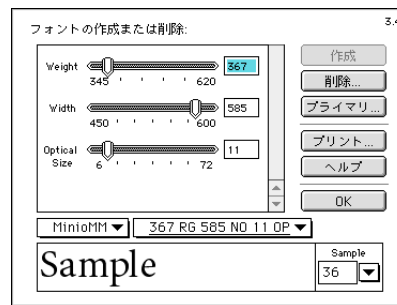 3.4
フォントの作成または削除:
Weight 367
345 620
Width 585
450 600
Optical Size 11
6 72
作成
削除...
プライマリ...
プリント...
ヘルプ
OK
MinioMM 367 RG 585 NO 11 OP
Sample
Sample
36